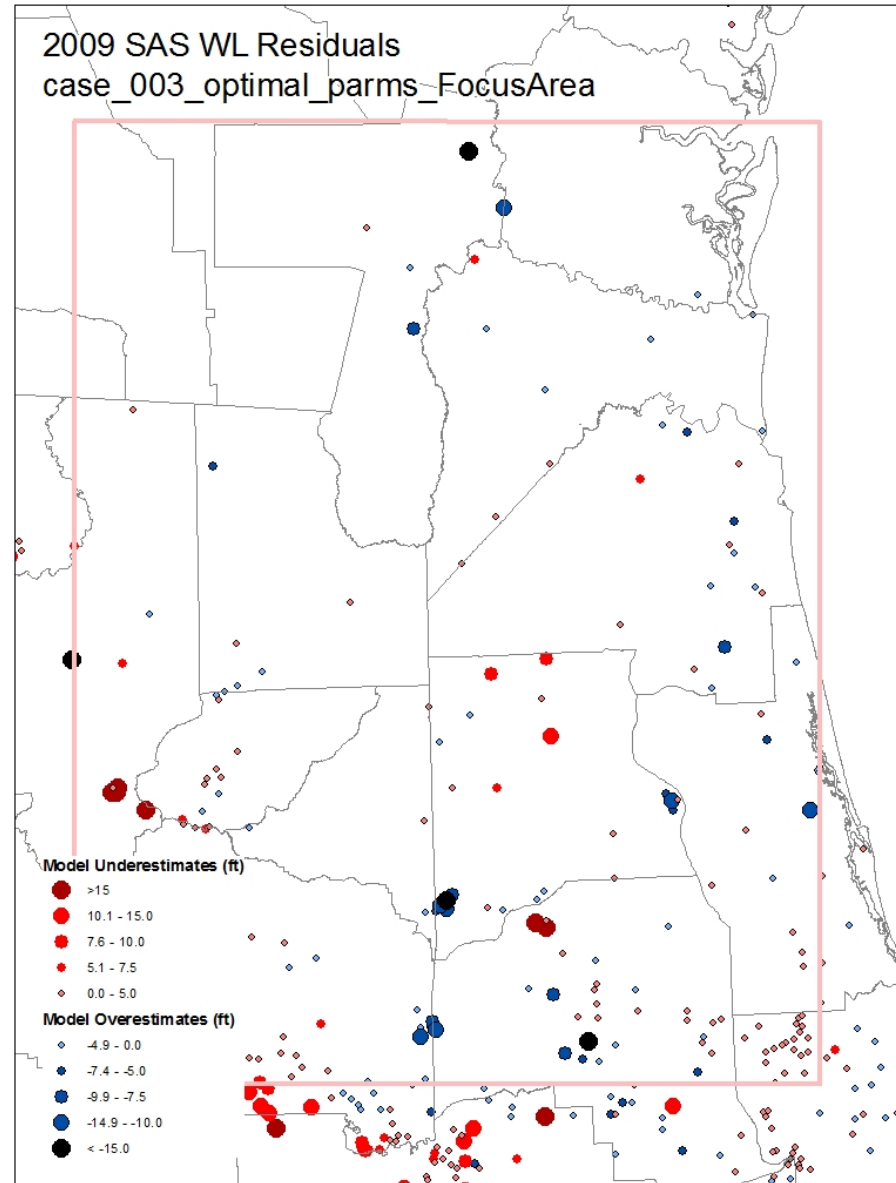 2009 SAS WL Residuals
case_003_optimal_parms_FocusArea
Model Underestimates (ft)
>15
10.1 - 15.0
7.6 - 10.0
5.1 - 7.5
0.0 - 5.0
Model Overestimates (ft)
-4.9 - 0.0
-7.4 - -5.0
-9.9 - -7.5
-14.9 - -10.0
< -15.0